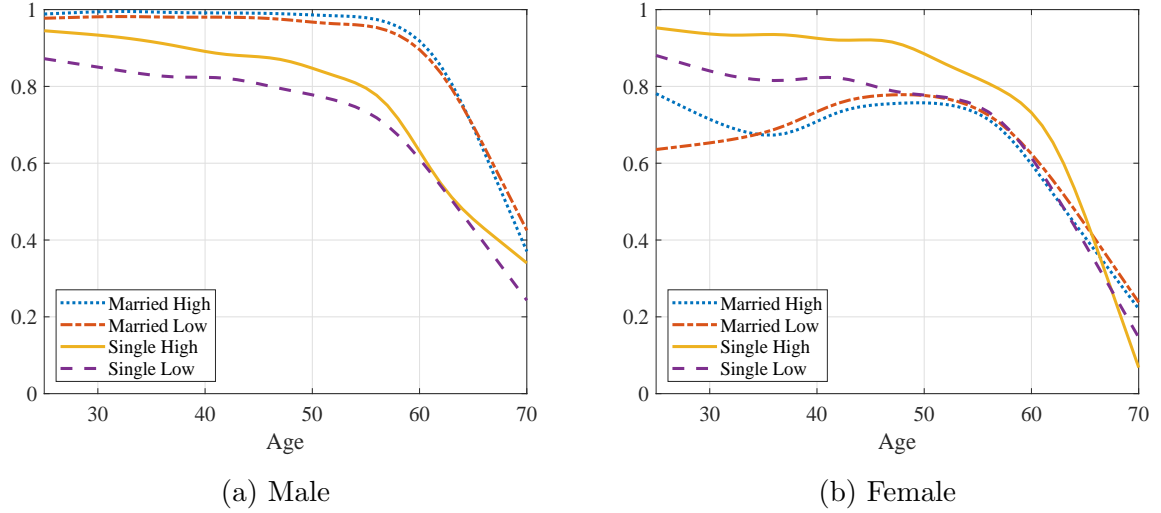 1
0.8
0.6
0.4
0.2
0
30
40
50
60
70
Age
Married High
Married Low
Single High
Single Low
(a) Male
1
0.8
0.6
0.4
0.2
0
30
40
50
60
70
Age
Married High
Married Low
Single High
Single Low
(b) Female